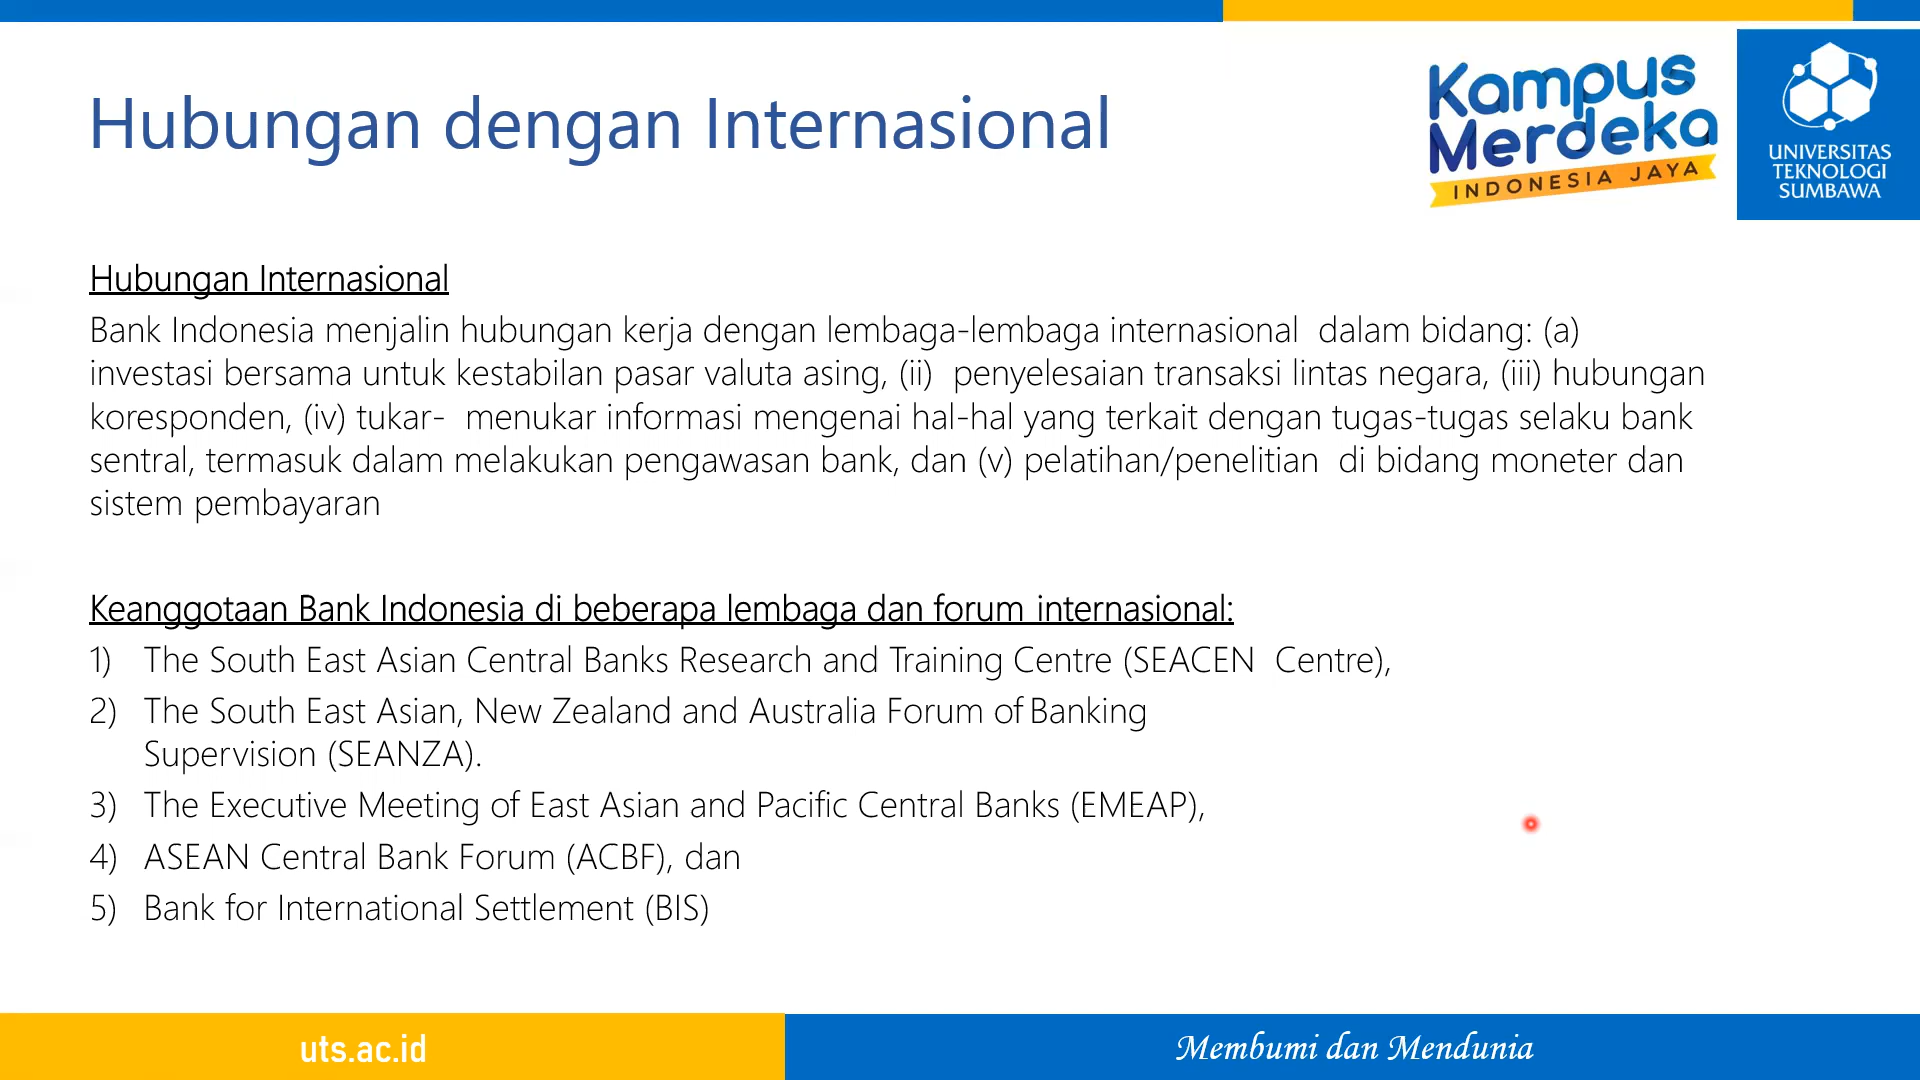 Hubungan dengan Internasional
Kampus
Merdeka
INDONESIA JAYA
UNIVERSITAS
TEKNOLOGI
SUMBAWA
Hubungan Internasional
Bank Indonesia menjalin hubungan kerja dengan lembaga-lembaga internasional dalam bidang: (a)
investasi bersama untuk kestabilan pasar valuta asing, (ii) penyelesaian transaksi lintas negara, (iii) hubungan
koresponden, (iv) tukar- menukar informasi mengenai hal-hal yang terkait dengan tugas-tugas selaku bank
sentral, termasuk dalam melakukan pengawasan bank, dan (v) pelatihan/penelitian di bidang moneter dan
sistem pembayaran
Keanggotaan Bank Indonesia di beberapa lembaga dan forum internasional:
1) The South East Asian Central Banks Research and Training Centre (SEACEN Centre),
2) The South East Asian, New Zealand and Australia Forum of Banking
Supervision (SEANZA).
3) The Executive Meeting of East Asian and Pacific Central Banks (EMEAP),
4) ASEAN Central Bank Forum (ACBF), dan
5) Bank for International Settlement (BIS)
uts.ac.id
Membumi dan Mendunia